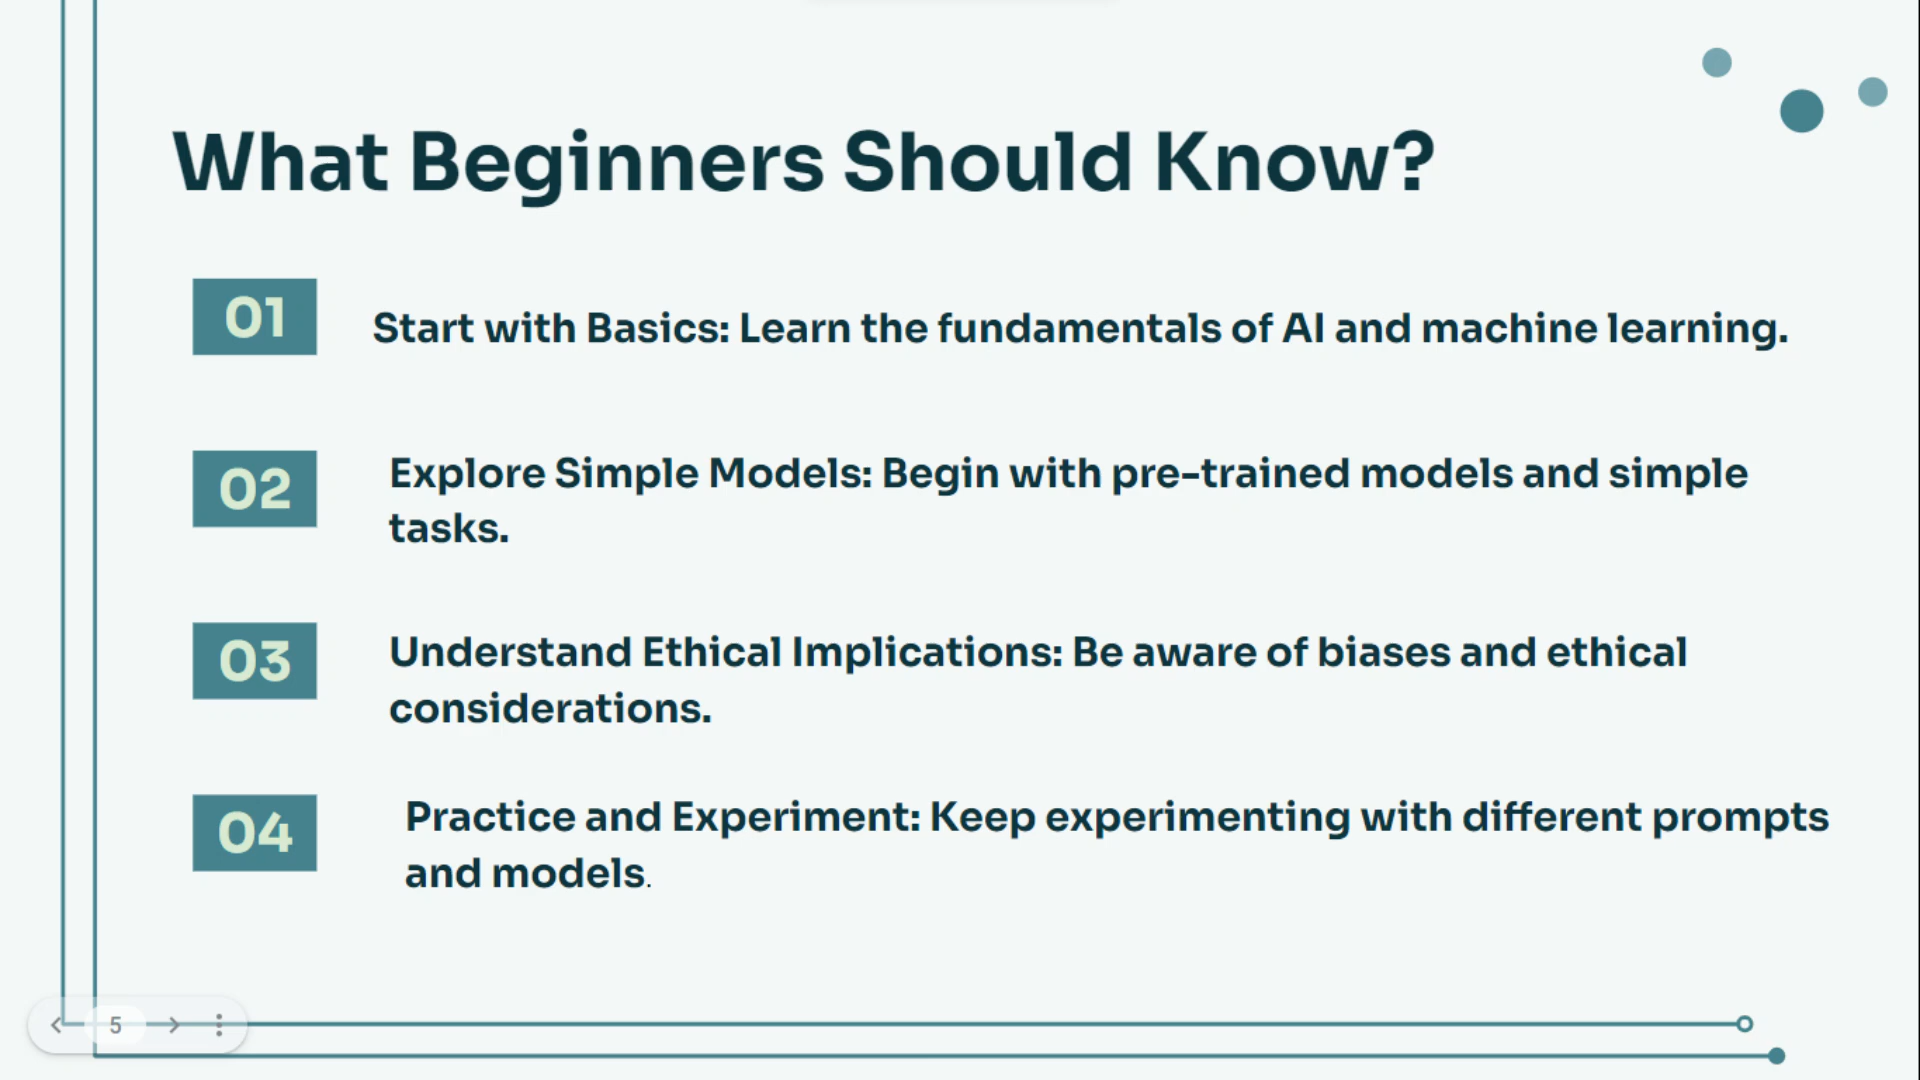 What Beginners Should Know?
01
Start with Basics: Learn the fundamentals of AI and machine learning.
02
Explore Simple Models: Begin with pre-trained models and simple
tasks.
03
Understand Ethical Implications: Be aware of biases and ethical
considerations.
04
Practice and Experiment: Keep experimenting with different prompts
and models.
5